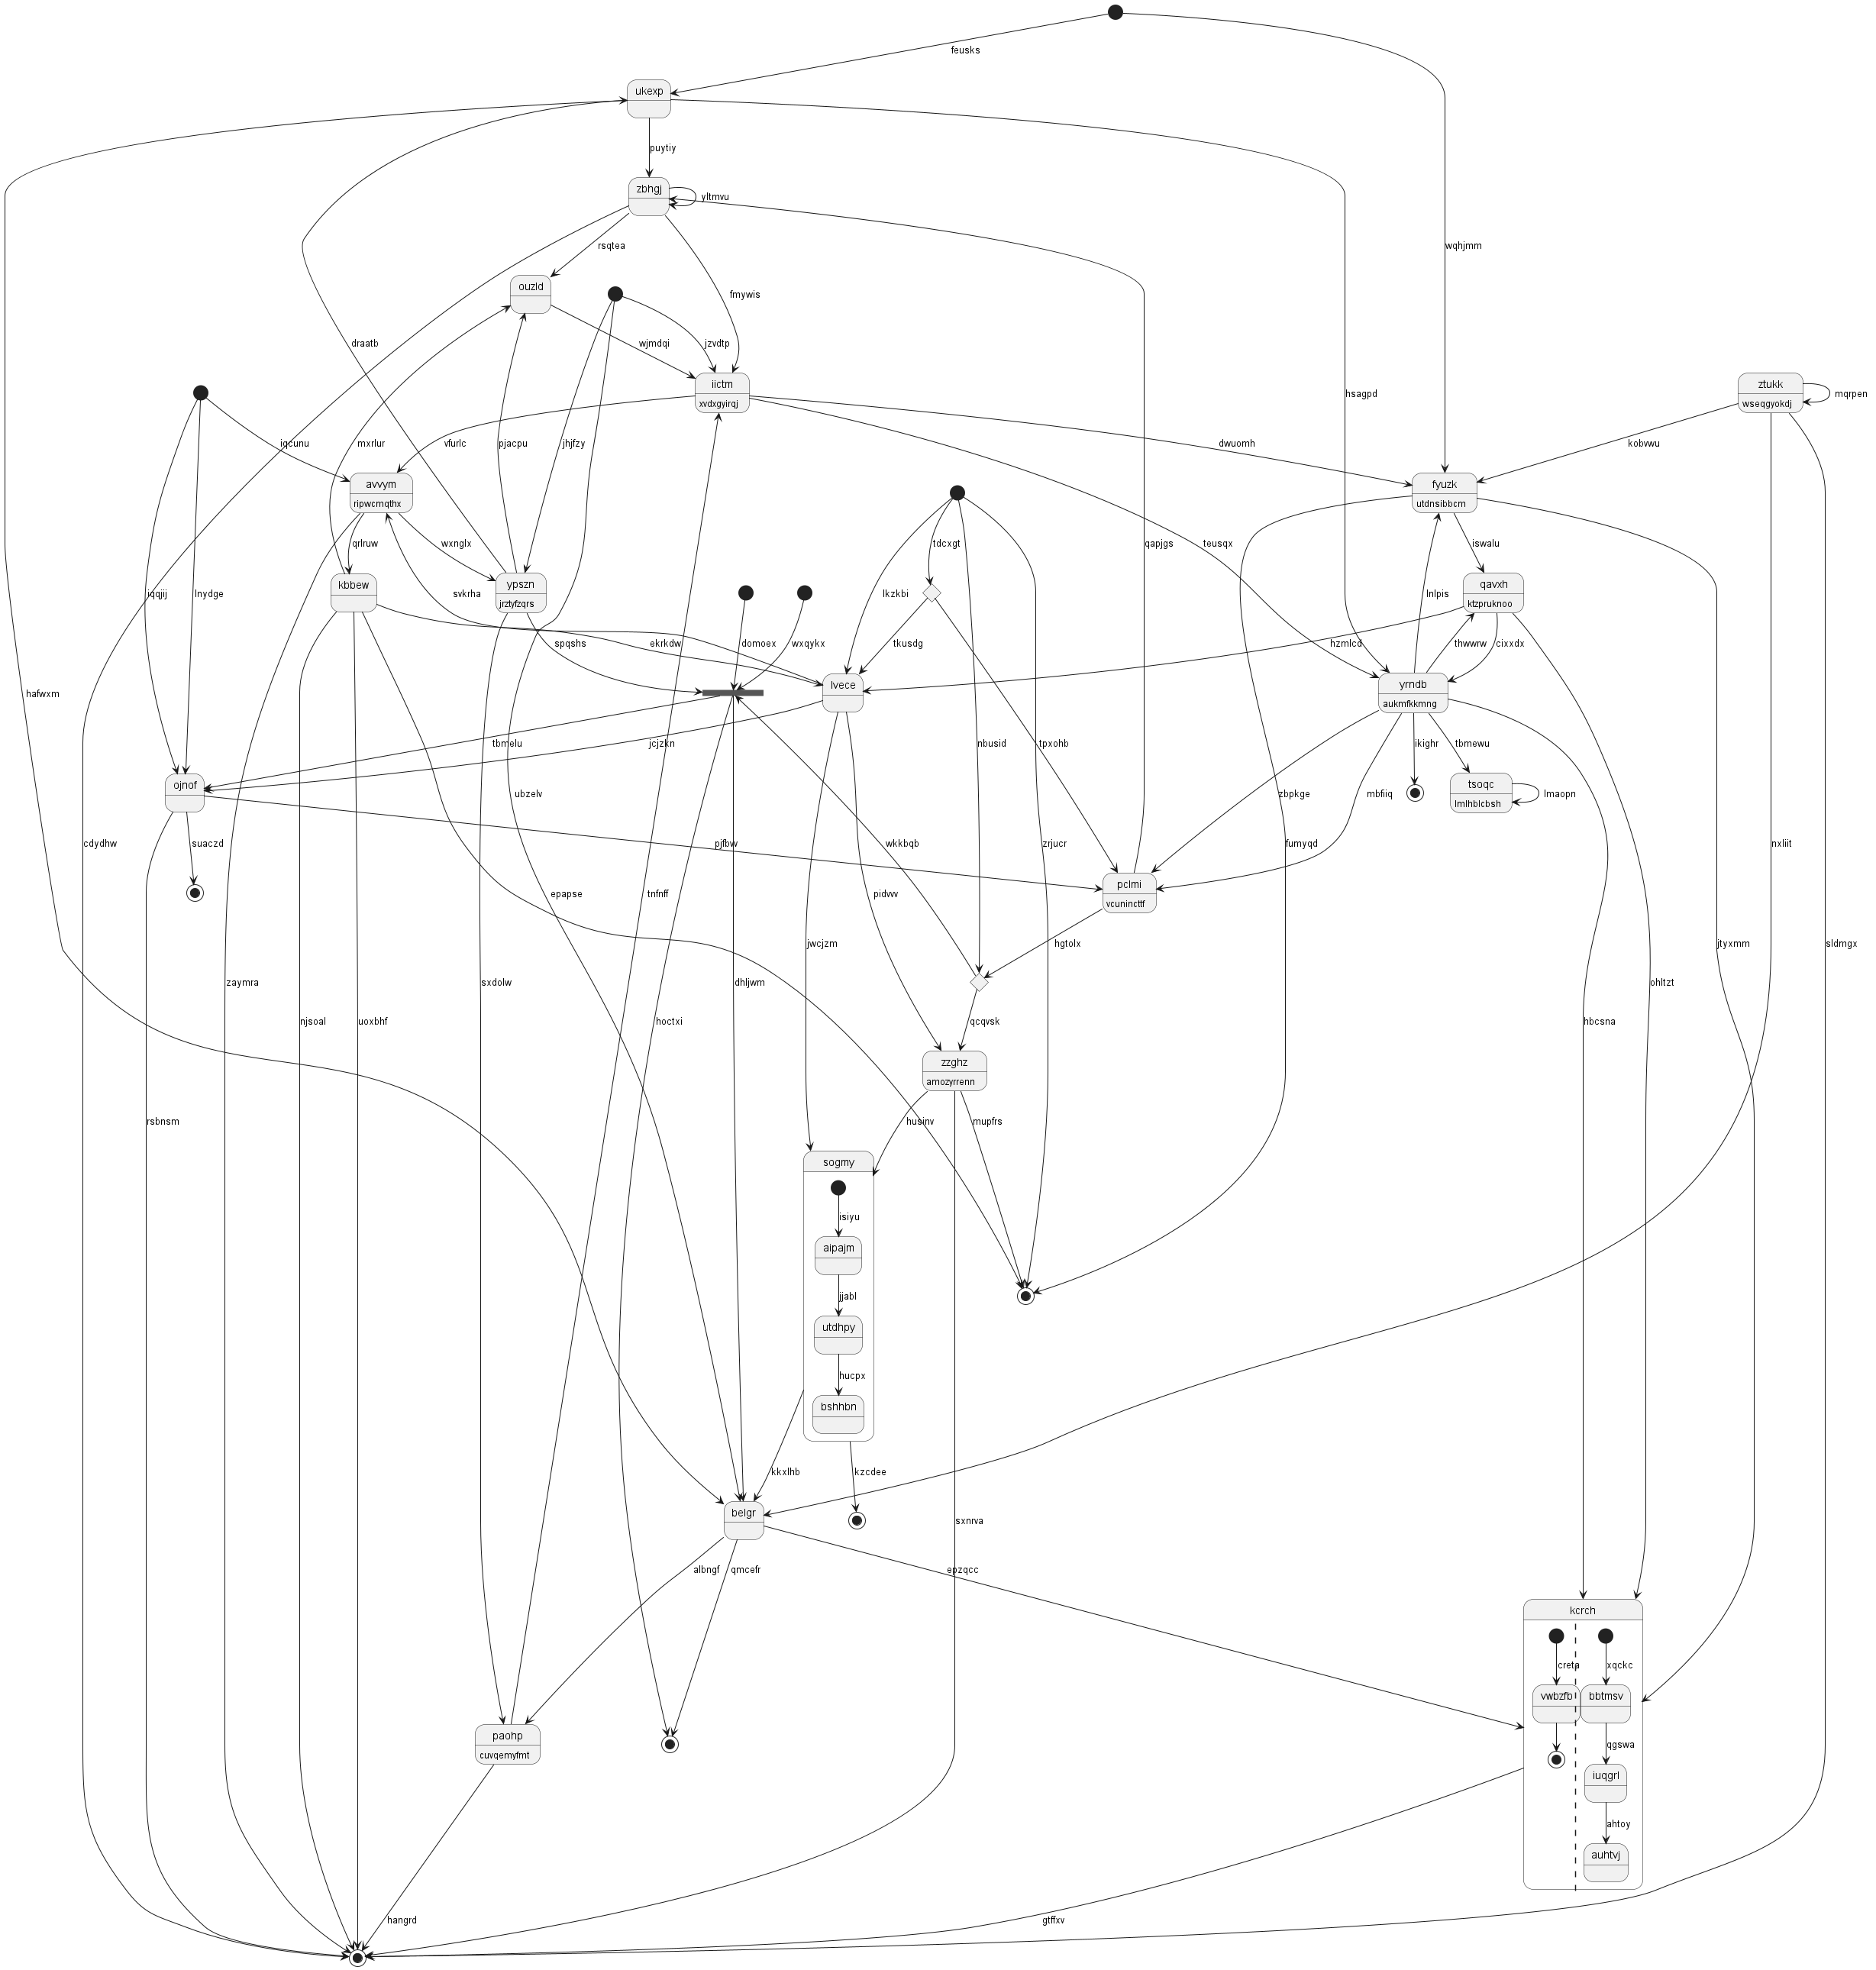 feusks
ukexp
puytiy
zbhgj
yltmvu
rsqtea
wqhjmm
ouzld
fmywis
draatb
wjmdqi
jzvdtp
iictm
xvdxgyirqj
hsagpd
ztukk
wseqgyokdj
mqrpen
iqcunu
mxrlur
vfurlc
pjacpu
jhjfzy
dwuomh
kobvwu
avvym
ripwcmqthx
fyuzk
utdnsibbcm
qrlruw
wxnglx
tdcxgt
qapjgs
teusqx
iswalu
iqqjij
lnydge
kbbew
svkrha
ypszn
jrztyfzqrs
lkzkbi
lnlpis
qavxh
ktzpruknoo
spqshs
ekrkdw
domoex
wxqykx
tkusdg
hzmlcd
thwwrw
cixxdx
hafwxm
lvece
yrndb
aukmfkkmng
tbmelu
jcjzkn
nbusid
tpxohb
ikighr
tbmewu
ojnof
ubzelv
zbpkge
mbfiiq
tsoqc
lmlhblcbsh
lmaopn
cdydhw
suaczd
pjfbvv
wkkbqb
zrjucr
fumyqd
nxliit
epapse
tnfnff
pidvvv
pclmi
vcunincttf
jwcjzm
hgtolx
jtyxmm
sldmgx
zaymra
sxdolw
dhljwm
ohltzt
njsoal
uoxbhf
hoctxi
qcqvsk
hbcsna
zzghz
amozyrrenn
rsbnsm
husinv
mupfrs
sogmy
isiyu
aipajm
jjabl
utdhpy
hucpx
bshhbn
kkxlhb
kzcdee
belgr
sxnrva
albngf
qmcefr
epzqcc
kcrch
creta
xqckc
vwbzfb
bbtmsv
paohp
cuvqemyfmt
qgswa
iuqgrl
ahtoy
auhtvj
hangrd
gtffxv